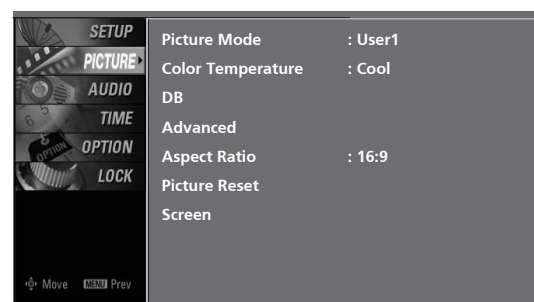 SETUP
PICTURE
AUDIO
TIME
OPTION
LOCK
Move MENU Prev
Picture Mode : User1
Color Temperature : Cool
DB
Advanced
Aspect Ratio : 16:9
Picture Reset
Screen